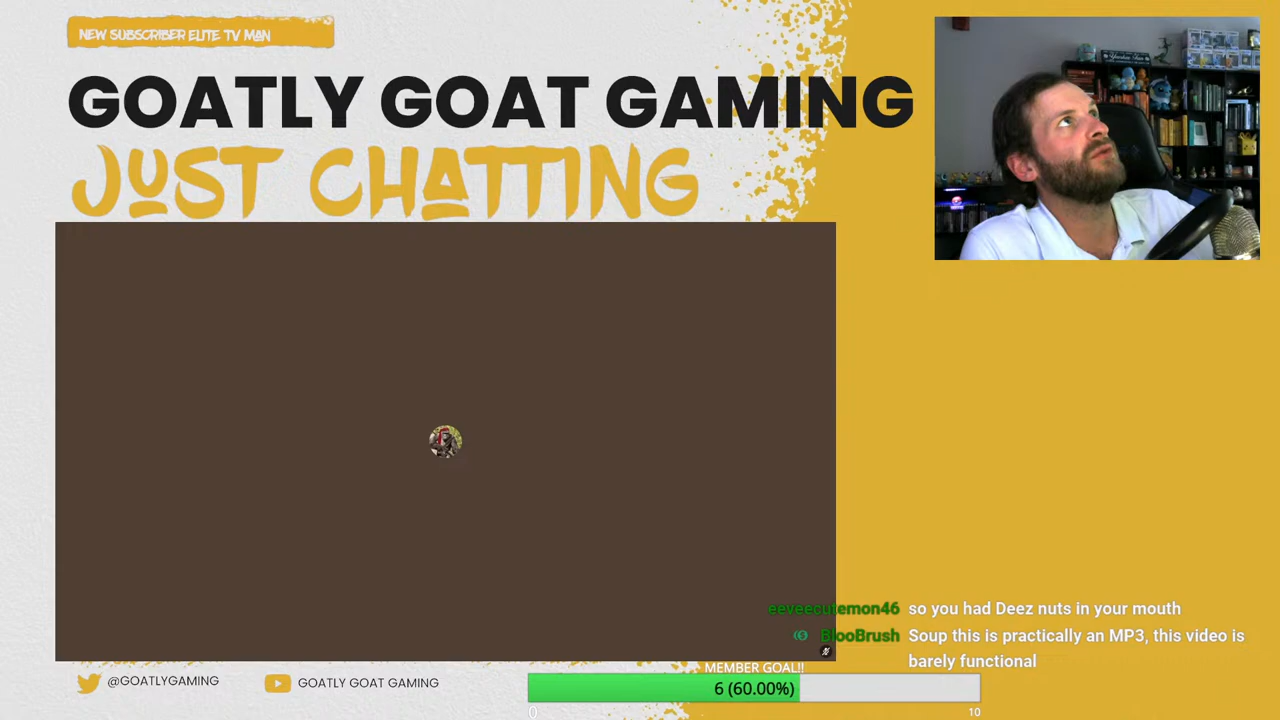 NEW SUBSCRIBER ELITE TV MAN
GOATLY GOAT GAMING
JUST CHATTING
eeveecutemon46 so you had Deez nuts in your mouth
BlooBrush Soup this is practically an MP3, this video is
barely functional
MEMBER GOAL!!
@GOATLYGAMING
GOATLY GOAT GAMING
6 (60.00%)
0
10